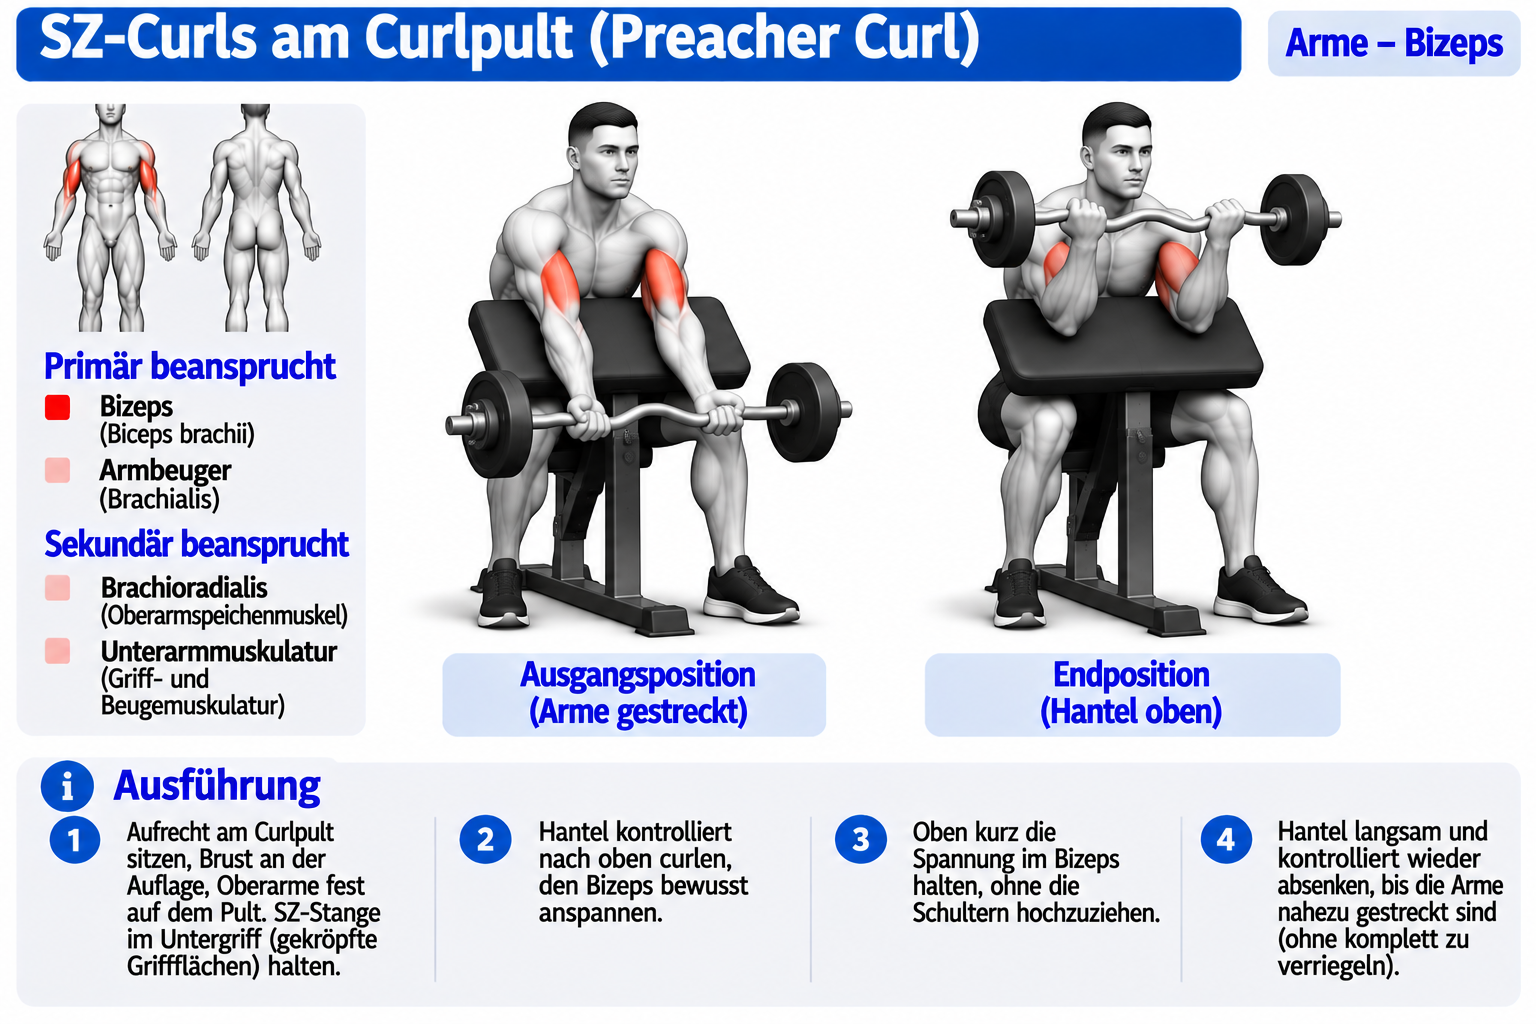 SZ-Curls am Curlpult (Preacher Curl)
Arme – Bizeps
Primär beansprucht
Bizeps
(Biceps brachii)
Armbeuger
(Brachialis)
Sekundär beansprucht
Brachioradialis
(Oberarmspeichenmuskel)
Unterarmmuskulatur
(Griff- und
Beugemuskulatur)
Ausgangsposition
(Arme gestreckt)
Endposition
(Hantel oben)
i Ausführung
1
Aufrecht am Curlpult
sitzen, Brust an der
Auflage, Oberarme fest
auf dem Pult. SZ-Stange
im Untergriff (gekröpfte
Griffflächen) halten.
2
Hantel kontrolliert
nach oben curlen,
den Bizeps bewusst
anspannen.
3
Oben kurz die
Spannung im Bizeps
halten, ohne die
Schultern hochzuziehen.
4
Hantel langsam und
kontrolliert wieder
absenken, bis die Arme
nahezu gestreckt sind
(ohne komplett zu
verriegeln).